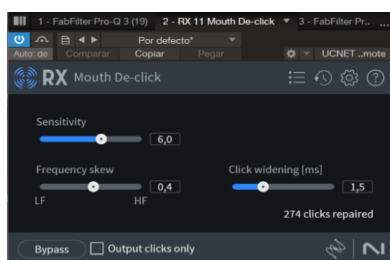 1 - FabFilter Pro-Q 3 (19) 2 - RX 11 Mouth De-click 3 - FabFilter Pr.. ...
Por defecto*
Auto: de Comparar Copiar Pegar UCNET ..mote
RX Mouth De-click
Sensitivity
6,0
Frequency skew Click widening [ms]
0,4 1,5
LF HF
274 clicks repaired
Bypass Output clicks only